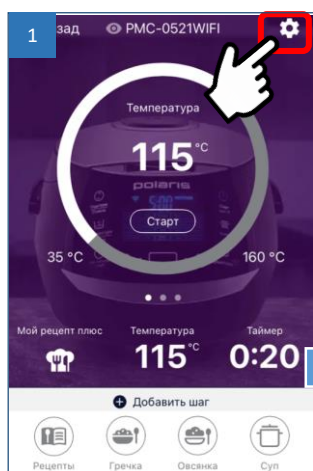 1
зад PMC-0521WIFI
Температура
115°C
polaris
Старт
35 °C 160 °C
Мой рецепт плюс Температура Таймер
115°C 0:20
Добавить шаг
Рецепты Гречка Овсянка Суп